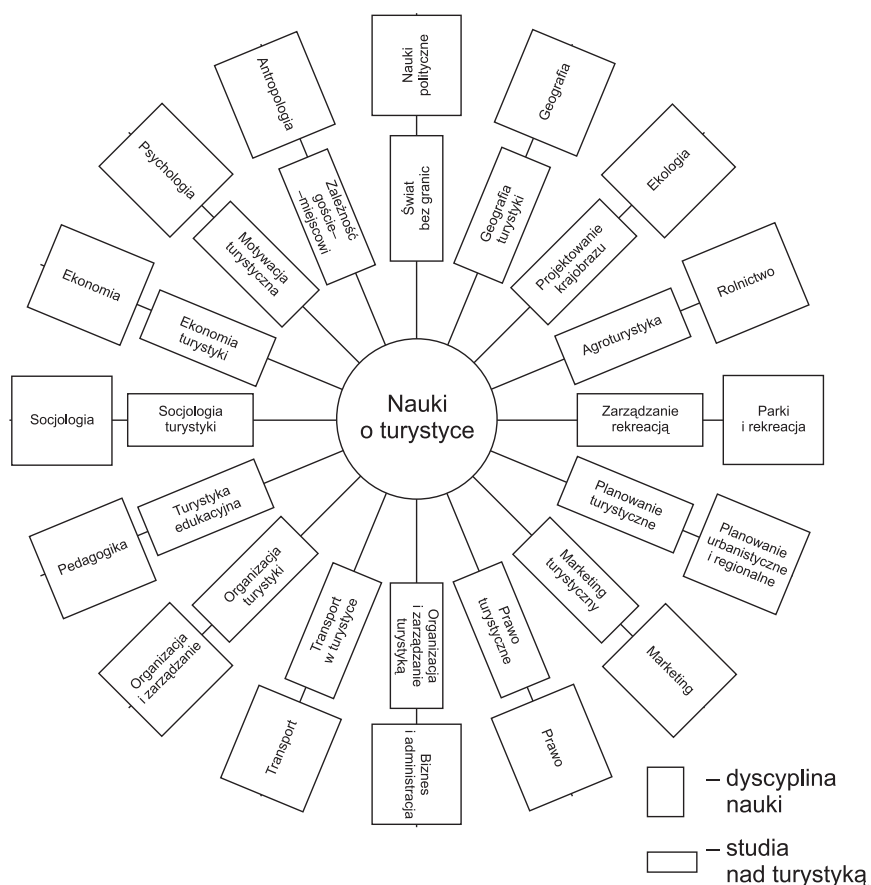 Nauki
polityczne
Świat
bez granic
Geografia
Geografia
turystyki
Ekologia
Projektowanie
krajobrazu
Rolnictwo
Agroturystyka
Parki
i rekreacja
Zarządzanie
rekreacją
Planowanie
urbanistyczne
i regionalne
Planowanie
turystyczne
Marketing
Marketing
turystyczny
Prawo
Prawo
turystyczne
Biznes
i administracja
Organizacja
i zarządzanie
turystyką
Transport
Transport
w turystyce
Organizacja
i zarządzanie
Organizacja
turystyki
Pedagogika
Turystyka
edukacyjna
Socjologia
Socjologia
turystyki
Ekonomia
Ekonomia
turystyki
Psychologia
Motywacja
turystyczna
Antropologia
Zależność
goście–
–miejscowi
Nauki
o turystyce
– dyscyplina
nauki
– studia
nad turystyką